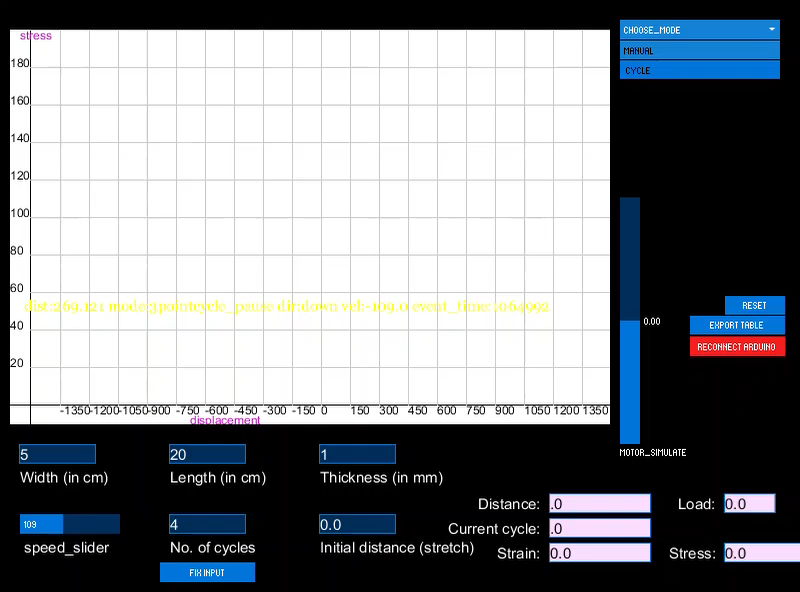 stress
CHOOSE_MODE
MANUAL
CYCLE
180
160
140
120
100
80
60
dist:269.121 mode:3pointcycle_pause dir:down vel:-109.0 event_time:1064992
40
20
0.00
RESET
EXPORT TABLE
RECONNECT ARDUINO
-1350 -1200 -1050 -900 -750 -600 -450 -300 -150 0 150 300 450 600 750 900 1050 1200 1350
displacement
MOTOR_SIMULATE
5 20 1
Width (in cm) Length (in cm) Thickness (in mm)
Distance: .0 Load: 0.0
109 4 0.0
Current cycle: .0
speed_slider No. of cycles Initial distance (stretch)
Strain: 0.0 Stress: 0.0
FIX INPUT